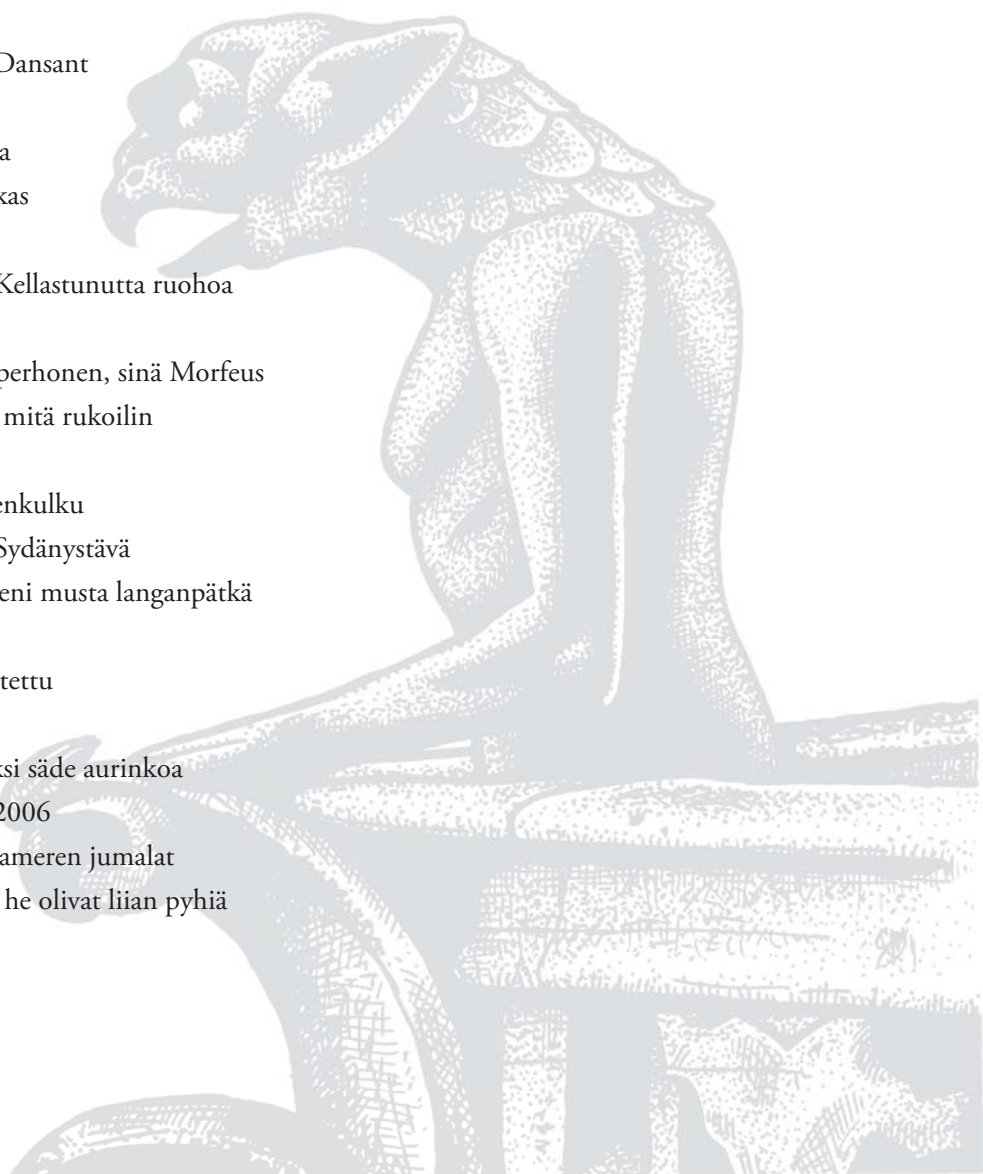 Dansant
a
kas
Kellastunutta ruohoa
perhonen, sinä Morfeus
mitä rukoilin
enkulku
Sydänystävä
eni musta langanpätkä
tettu
ksi säde aurinkoa
2006
ameren jumalat
he olivat liian pyhiä